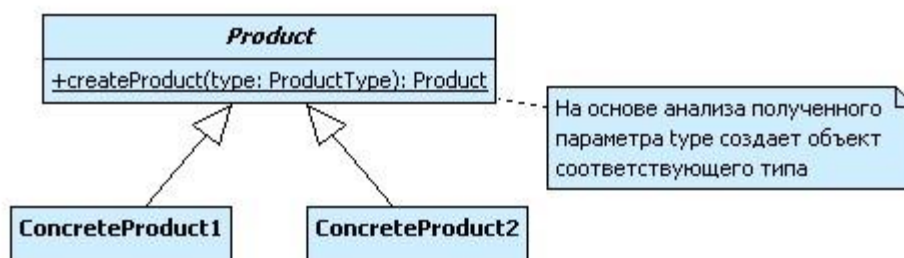 Product
+createProduct(type: ProductType): Product
На основе анализа полученного
параметра type создает объект
соответствующего типа
ConcreteProduct1
ConcreteProduct2